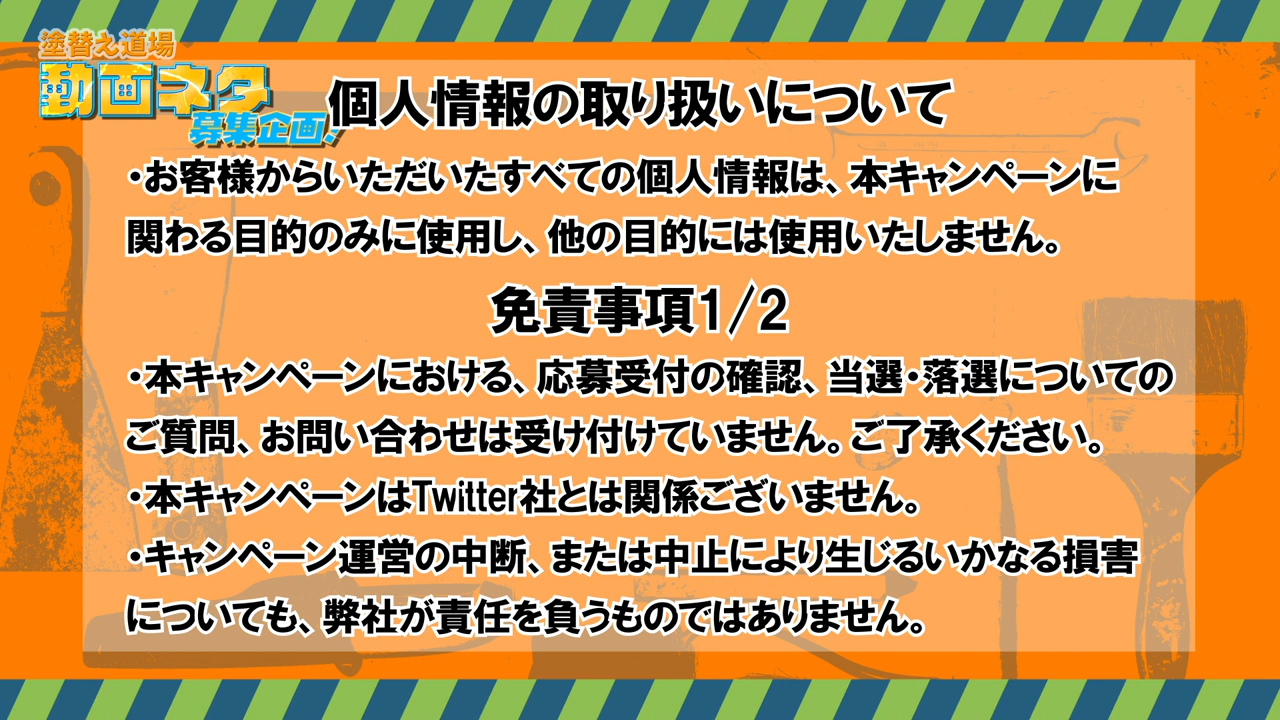 塗替え道場
動画ネタ
募集企画!
個人情報の取り扱いについて
・お客様からいただいたすべての個人情報は、本キャンペーンに
関わる目的のみに使用し、他の目的には使用いたしません。
免責事項1/2
・本キャンペーンにおける、応募受付の確認、当選・落選についての
ご質問、お問い合わせは受け付けていません。ご了承ください。
・本キャンペーンはTwitter社とは関係ございません。
・キャンペーン運営の中断、または中止により生じるいかなる損害
についても、弊社が責任を負うものではありません。